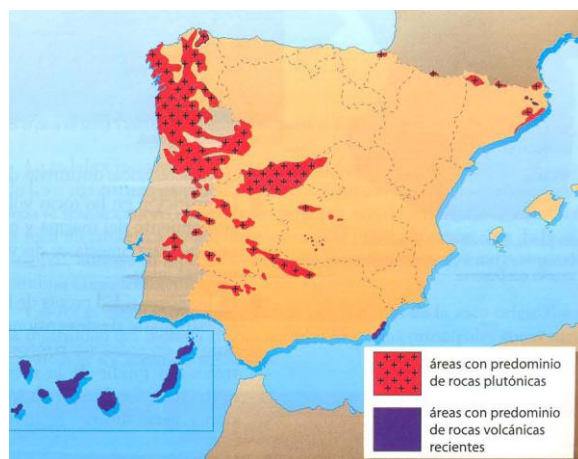 áreas con predominio
de rocas plutónicas
áreas con predominio
de rocas volcánicas
recientes